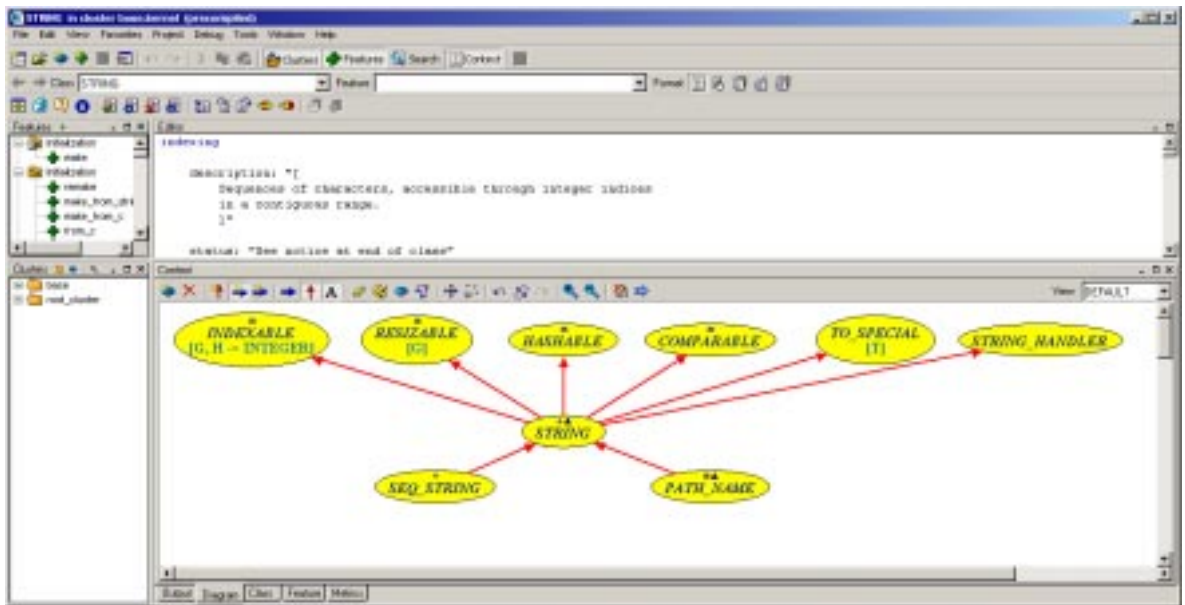 STRING in cluster base.kernel (precompiled)
File Edit View Favorites Project Debug Tools Window Help
Clusters Features Search Context
Class STRING Feature Format
Features
Initialization
make
Initialization
remake
make_from_stri
make_from_c
from_c
Editor
indexing
description: "[
Sequences of characters, accessible through integer indices
in a contiguous range.
]"
status: "See notice at end of class"
Clusters
base
root_cluster
Context
View: DEFAULT
INDEXABLE
[G, H -> INTEGER]
RESIZABLE
[G]
HASHABLE
COMPARABLE
TO_SPECIAL
[T]
STRING_HANDLER
STRING
SEQ_STRING
PATH_NAME
Output Diagram Class Feature Metrics